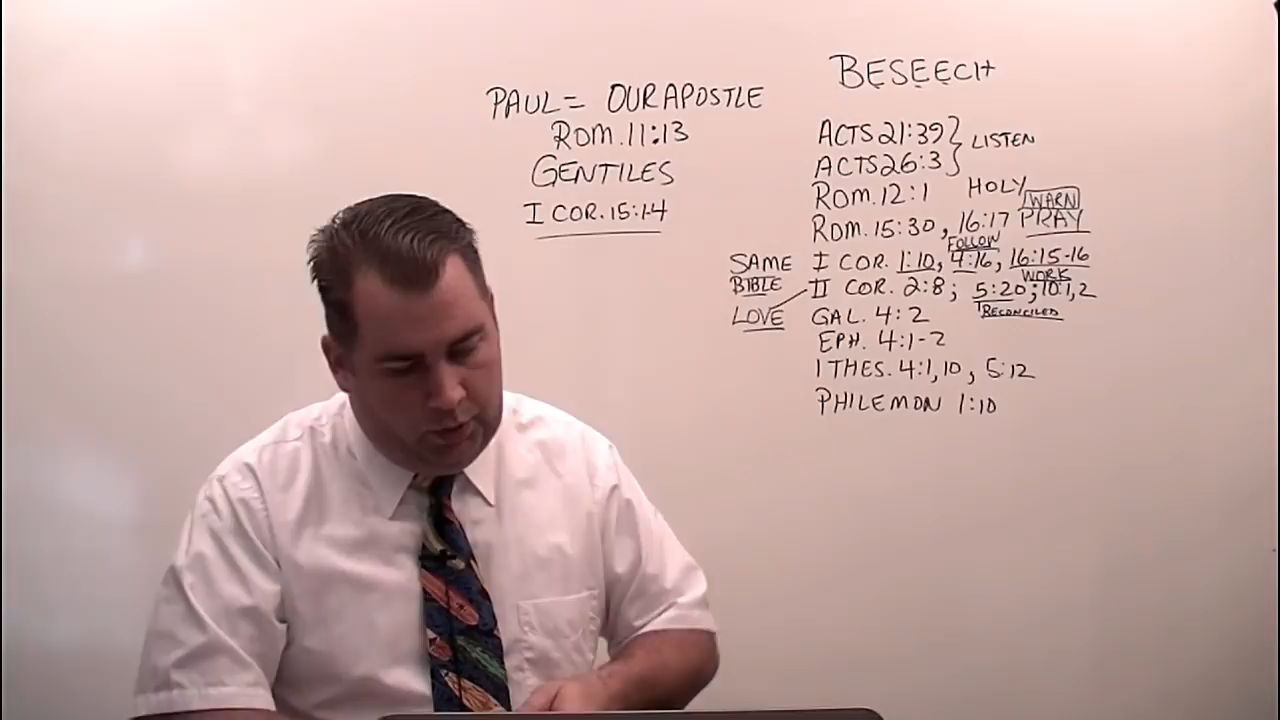 PAUL = OUR APOSTLE
ROM. 11:13
GENTILES
I COR. 15:1-4
BESEECH
ACTS 21:39 } LISTEN
ACTS 26:3
ROM. 12:1 HOLY
WARN
ROM. 15:30, 16:17 PRAY
FOLLOW
SAME I COR. 1:10, 4:16, 16:15-16
BIBLE WORK
II COR. 2:8; 5:20; 10:1,2
LOVE RECONCILED
GAL. 4:2
EPH. 4:1-2
I THES. 4:1,10, 5:12
PHILEMON 1:10